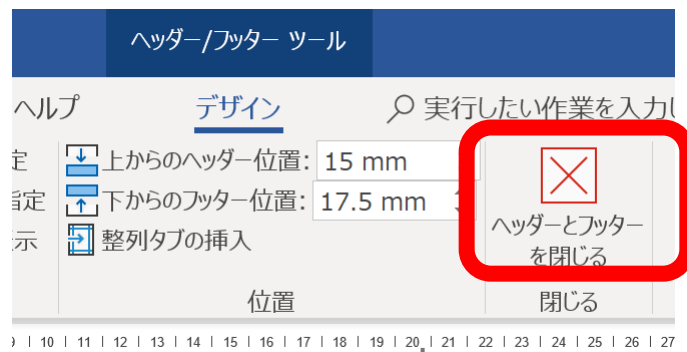 ヘッダー/フッター ツール
ヘルプ
デザイン
実行したい作業を入力し
定
上からのヘッダー位置: 15 mm
指定
下からのフッター位置: 17.5 mm
示
整列タブの挿入
ヘッダーとフッター
を閉じる
位置
閉じる
9 | 10 | 11 | 12 | 13 | 14 | 15 | 16 | 17 | 18 | 19 | 20 | 21 | 22 | 23 | 24 | 25 | 26 | 27